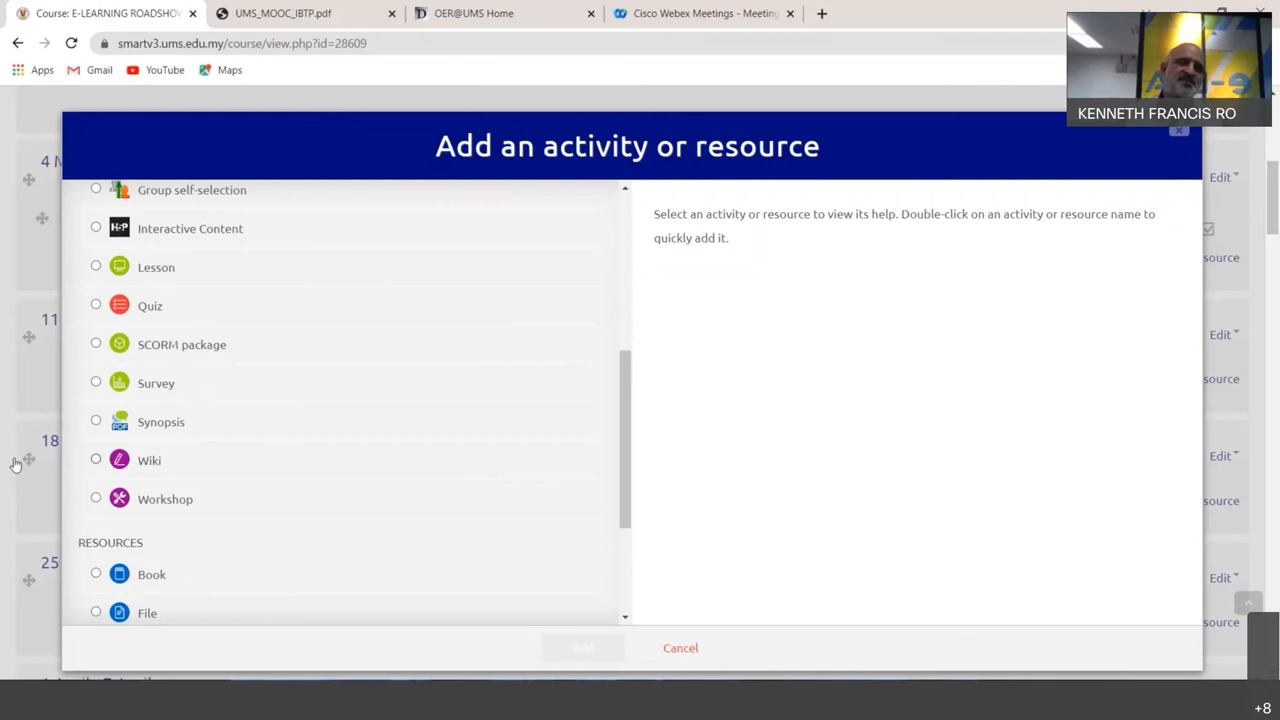 Course: E-LEARNING ROADSHOW
UMS_MOOC_IBTP.pdf
OER@UMS Home
Cisco Webex Meetings - Meeting
smartv3.ums.edu.my/course/view.php?id=28609
Apps
Gmail
YouTube
Maps
KENNETH FRANCIS RO
Add an activity or resource
4 M
Edit
Group self-selection
Select an activity or resource to view its help. Double-click on an activity or resource name to
quickly add it.
H-P
Interactive Content
source
Lesson
Quiz
11
Edit
SCORM package
Survey
source
PDF
Synopsis
18
Edit
Wiki
Workshop
source
RESOURCES
25
Book
Edit
File
source
Add
Cancel
+8